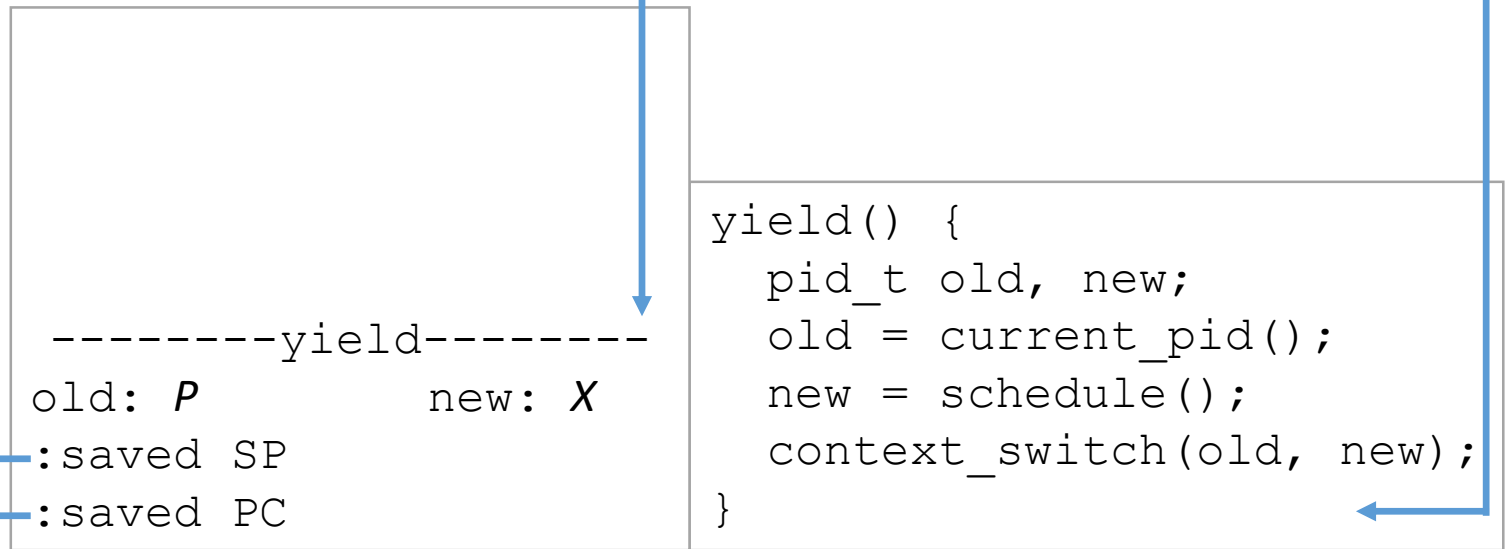 --------yield--------
old: P new: X
:saved SP
:saved PC
yield() {
pid_t old, new;
old = current_pid();
new = schedule();
context_switch(old, new);
}